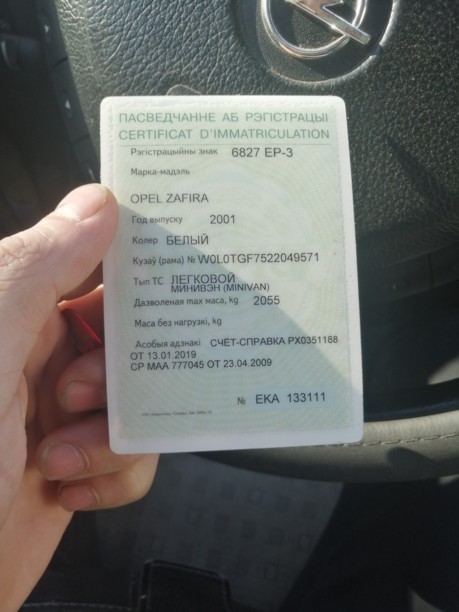 ПАСВЕДЧАННЕ АБ РЭГІСТРАЦЫІ
CERTIFICAT D'IMMATRICULATION
Рэгістрацыйны знак 6827 EP-3
Марка-мадэль
OPEL ZAFIRA
Год выпуску 2001
Колер БЕЛЫЙ
Кузаў (рама) № W0L0TGF7522049571
Тып ТС ЛЕГКОВОЙ
МИНИВЭН (MINIVAN)
Дазволеная max маса, kg 2055
Маса без нагрузкі, kg
Асобыя адзнакі СЧЁТ-СПРАВКА РХ0351188
ОТ 13.01.2019
СР МАА 777045 ОТ 23.04.2009
№ EKA 133111